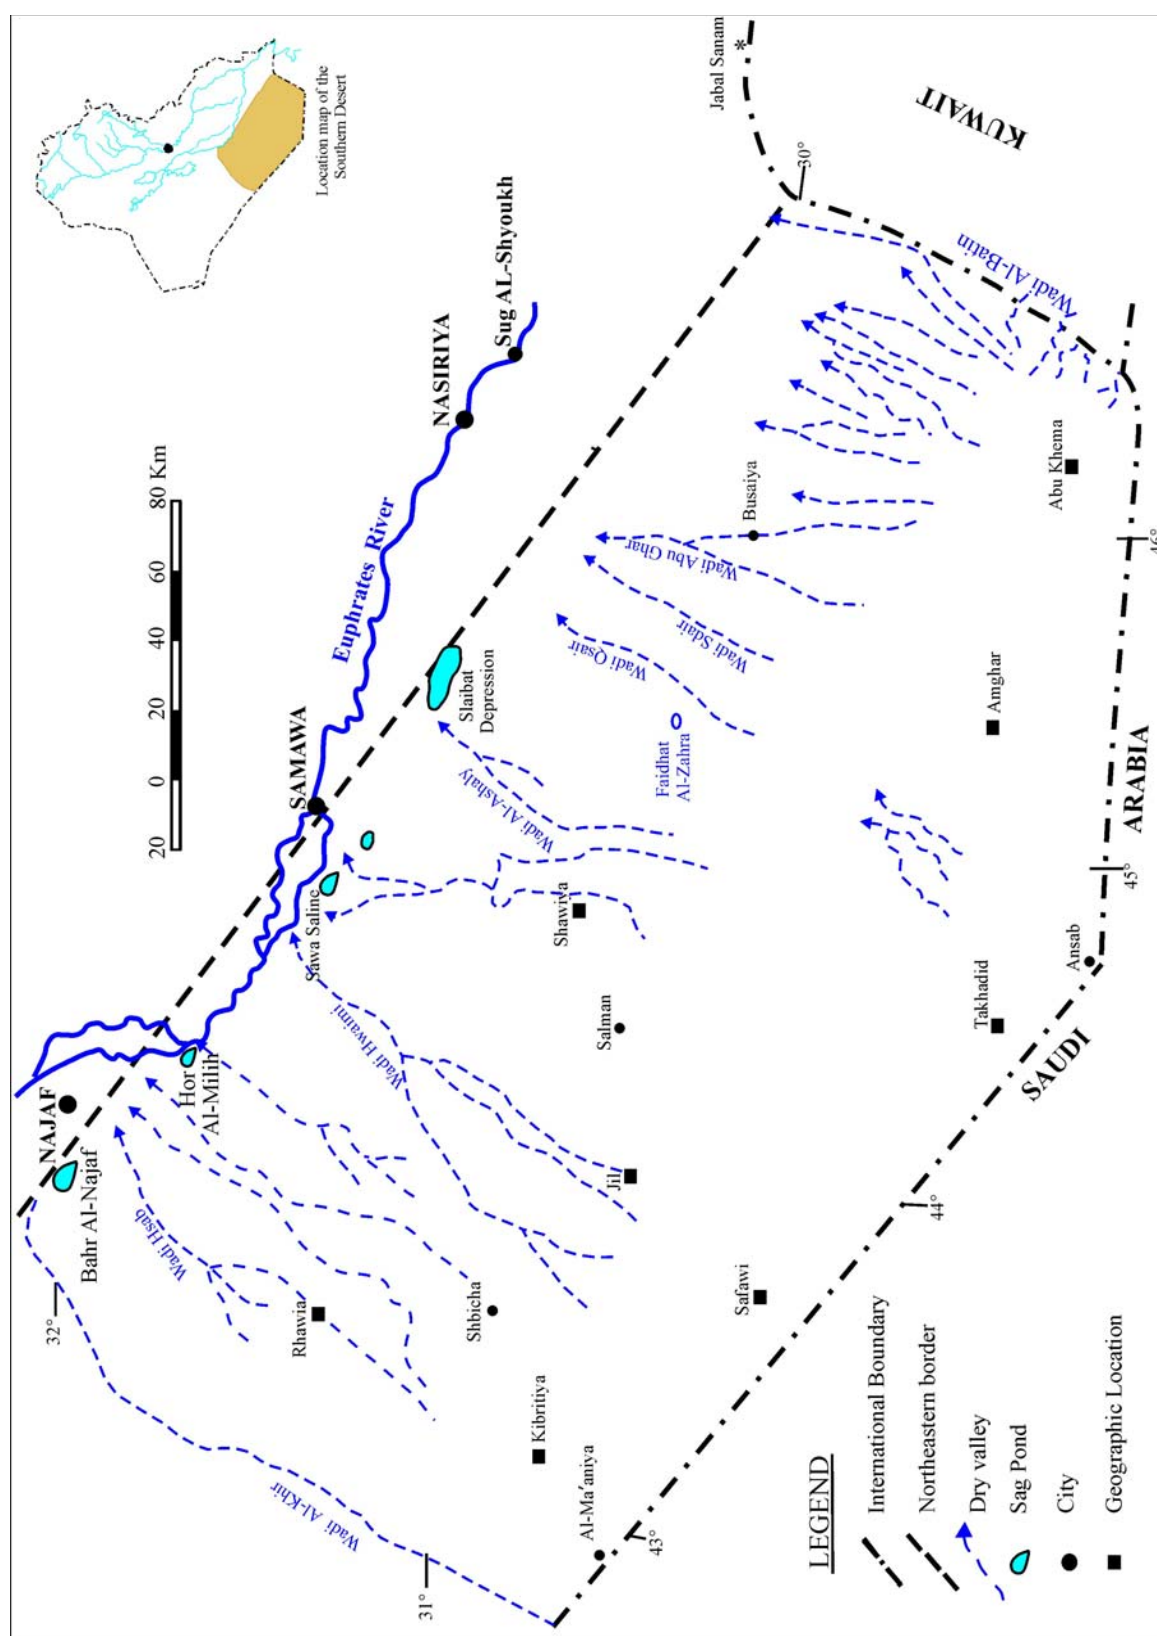 Location map of the
Southern Desert
Jabal Sanam
*
KUWAIT
30°
Wadi Al-Batin
Sug AL-Shyoukh
NASIRIYA
80 Km
60
40
20
0
20
Euphrates River
SAMAWA
Slaibat
Depression
Sawa Saline
NAJAF
Bahr Al-Najaf
Hor
Al-Milih
32°
Wadi Hsab
Wadi Hwaimi
Wadi Al-Ashaly
Faidhat
Al-Zahra
Wadi Qsair
Wadi Sdair
Wadi Abu Ghar
Busaiya
Abu Khema
46°
Amghar
Shawiya
Salman
Takhadid
Ansab
45°
SAUDI
ARABIA
Jil
44°
Rhawia
Shbicha
Safawi
Kibritiya
Al-Ma'aniya
43°
Wadi Al-Khir
31°
LEGEND
International Boundary
Northeastern border
Dry valley
Sag Pond
City
Geographic Location